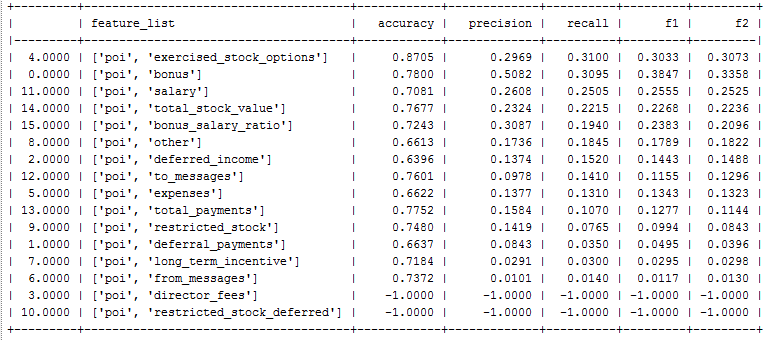 +---------+-----------------------------------+------------+-------------+----------+---------+---------+
|         | feature_list                      |   accuracy |   precision |   recall |      f1 |      f2 |
|---------+-----------------------------------+------------+-------------+----------+---------+---------|
|  4.0000 | ['poi', 'exercised_stock_options']   |     0.8705 |      0.2969 |   0.3100 |  0.3033 |  0.3073 |
|  0.0000 | ['poi', 'bonus']                  |     0.7800 |      0.5082 |   0.3095 |  0.3847 |  0.3358 |
| 11.0000 | ['poi', 'salary']                 |     0.7081 |      0.2608 |   0.2505 |  0.2555 |  0.2525 |
| 14.0000 | ['poi', 'total_stock_value']      |     0.7677 |      0.2324 |   0.2215 |  0.2268 |  0.2236 |
| 15.0000 | ['poi', 'bonus_salary_ratio']     |     0.7243 |      0.3087 |   0.1940 |  0.2383 |  0.2096 |
|  8.0000 | ['poi', 'other']                  |     0.6613 |      0.1736 |   0.1845 |  0.1789 |  0.1822 |
|  2.0000 | ['poi', 'deferred_income']        |     0.6396 |      0.1374 |   0.1520 |  0.1443 |  0.1488 |
| 12.0000 | ['poi', 'to_messages']            |     0.7601 |      0.0978 |   0.1410 |  0.1155 |  0.1296 |
|  5.0000 | ['poi', 'expenses']               |     0.6622 |      0.1377 |   0.1310 |  0.1343 |  0.1323 |
| 13.0000 | ['poi', 'total_payments']         |     0.7752 |      0.1584 |   0.1070 |  0.1277 |  0.1144 |
|  9.0000 | ['poi', 'restricted_stock']       |     0.7480 |      0.1419 |   0.0765 |  0.0994 |  0.0843 |
|  1.0000 | ['poi', 'deferral_payments']      |     0.6637 |      0.0843 |   0.0350 |  0.0495 |  0.0396 |
|  7.0000 | ['poi', 'long_term_incentive']    |     0.7184 |      0.0291 |   0.0300 |  0.0295 |  0.0298 |
|  6.0000 | ['poi', 'from_messages']          |     0.7372 |      0.0101 |   0.0140 |  0.0117 |  0.0130 |
|  3.0000 | ['poi', 'director_fees']          |    -1.0000 |     -1.0000 |  -1.0000 | -1.0000 | -1.0000 |
| 10.0000 | ['poi', 'restricted_stock_deferred'] |    -1.0000 |     -1.0000 |  -1.0000 | -1.0000 | -1.0000 |
+---------+-----------------------------------+------------+-------------+----------+---------+---------+